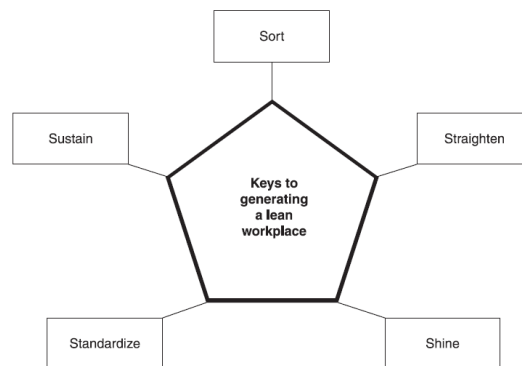 Sort
Sustain
Straighten
Keys to
generating
a lean
workplace
Standardize
Shine